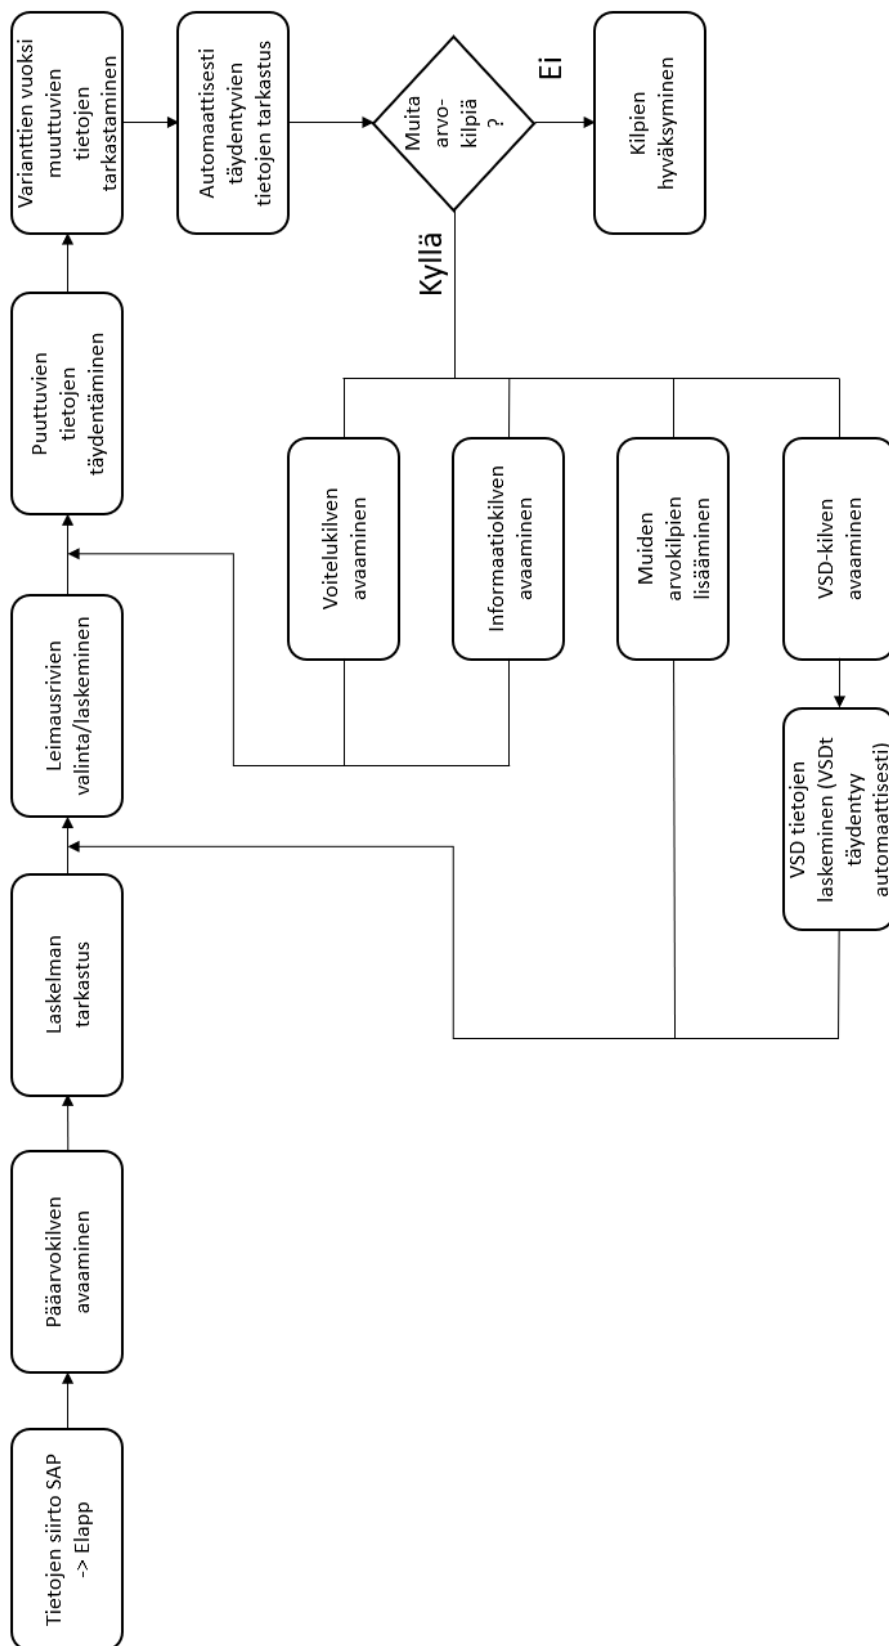 Tietojen siirto SAP
-> Elapp
Pääarvokilven
avaaminen
Laskelman
tarkastus
Leimausrivien
valinta/laskeminen
Puuttuvien
tietojen
täydentäminen
Varianttien vuoksi
muuttuvien
tietojen
tarkastaminen
Automaattisesti
täydentyvien
tietojen tarkastus
Muita
arvo-
kilpiä
?
Ei
Kilpien
hyväksyminen
Kyllä
Voitelukilven
avaaminen
Informaatiokilven
avaaminen
Muiden
arvokilpien
lisääminen
VSD-kilven
avaaminen
VSD tietojen
laskeminen (VSDt
täydentyy
automaattisesti)